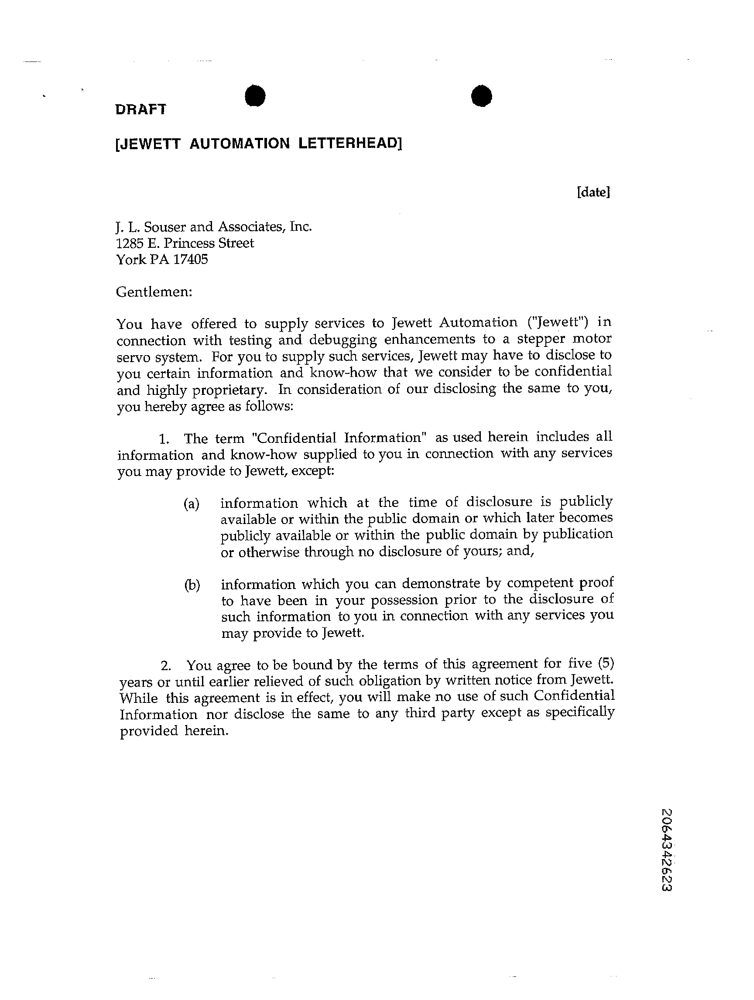 DRAFT
[JEWETT AUTOMATION LETTERHEAD]
[date]
J. L. Souser and Associates, Inc.
1285 E. Princess Street
York PA 17405
Gentlemen:
You have offered to supply services to Jewett Automation ("Jewett") in
connection with testing and debugging enhancements to a stepper motor
servo system. For you to supply such services, Jewett may have to disclose to
you certain information and know-how that we consider to be confidential
and highly proprietary. In consideration of our disclosing the same to you,
you hereby agree as follows:
1. The term "Confidential Information" as used herein includes all
information and know-how supplied to you in connection with any services
you may provide to Jewett, except:
(a) information which at the time of disclosure is publicly
available or within the public domain or which later becomes
publicly available or within the public domain by publication
or otherwise through no disclosure of yours; and,
(b) information which you can demonstrate by competent proof
to have been in your possession prior to the disclosure of
such information to you in connection with any services you
may provide to Jewett.
2. You agree to be bound by the terms of this agreement for five (5)
years or until earlier relieved of such obligation by written notice from Jewett.
While this agreement is in effect, you will make no use of such Confidential
Information nor disclose the same to any third party except as specifically
provided herein.
2064342623